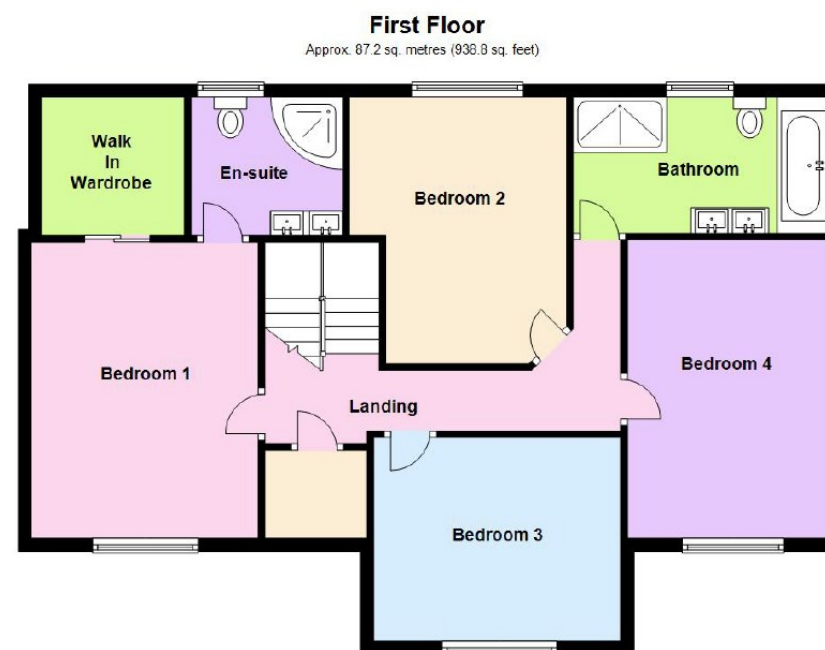 First Floor
Approx. 87.2 sq. metres (938.8 sq. feet)
Walk
In
Wardrobe
En-suite
Bedroom 2
Bathroom
Bedroom 1
Bedroom 4
Landing
Bedroom 3